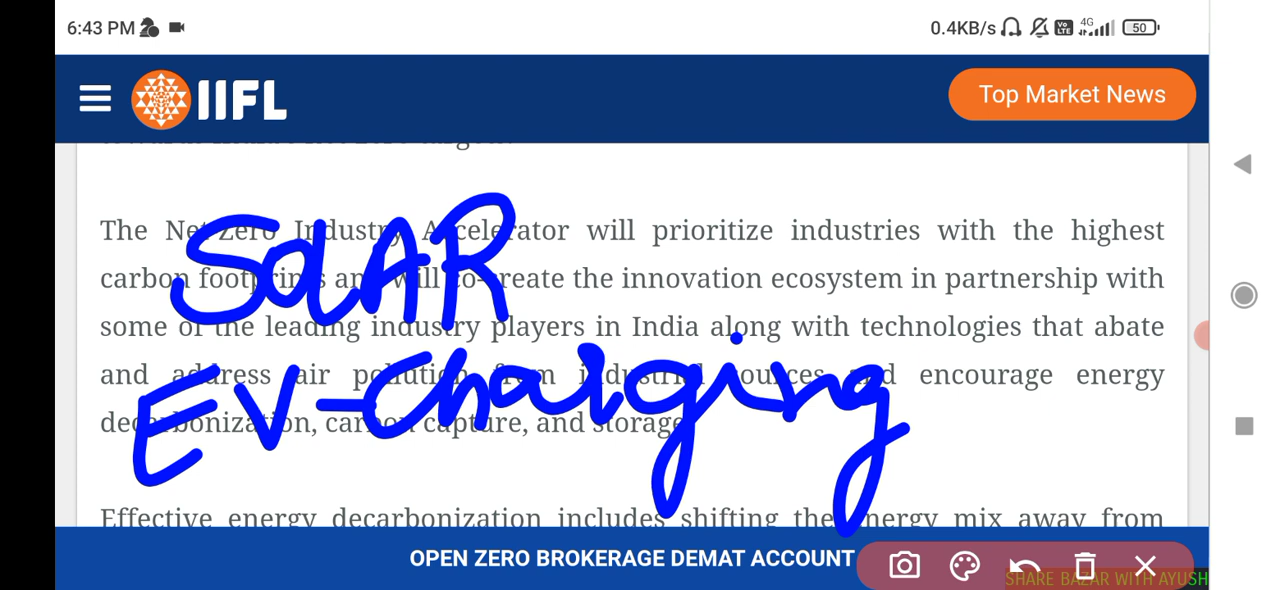 6:43 PM 0.4KB/s Vo LTE 4G 50
IIFL Top Market News
The Net Zero Industry Accelerator will prioritize industries with the highest
carbon footprints and will co-create the innovation ecosystem in partnership with
some of the leading industry players in India along with technologies that abate
and address air pollution from industrial sources and encourage energy
decarbonization, carbon capture, and storage
SOLAR
EV-Charging
Effective energy decarbonization includes shifting the energy mix away from
OPEN ZERO BROKERAGE DEMAT ACCOUNT
SHARE BAZAR WITH AYUSH